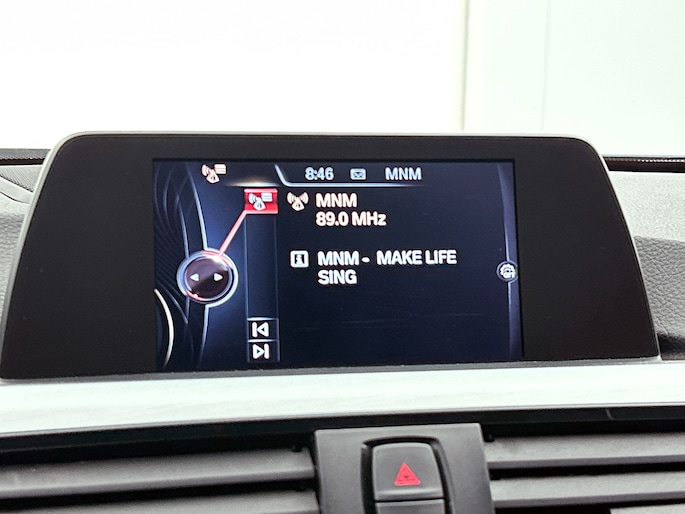 8:46 MNM
MNM
89.0 MHz
MNM - MAKE LIFE
SING